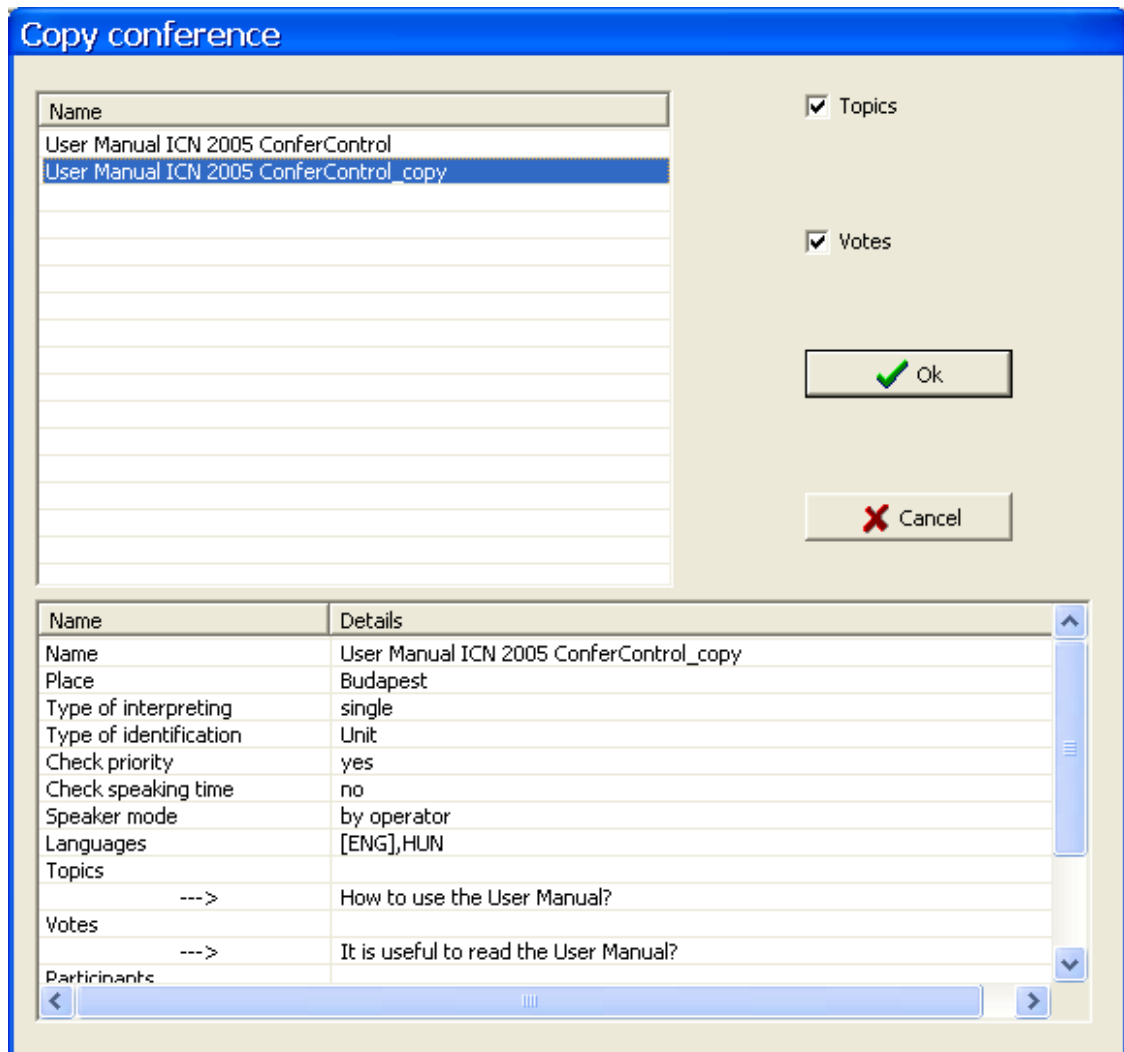 Copy conference
Name
User Manual ICN 2005 ConferControl
User Manual ICN 2005 ConferControl_copy
Topics
Votes
Ok
Cancel
Name Details
Name User Manual ICN 2005 ConferControl_copy
Place Budapest
Type of interpreting single
Type of identification Unit
Check priority yes
Check speaking time no
Speaker mode by operator
Languages [ENG],HUN
Topics
---> How to use the User Manual?
Votes
---> It is useful to read the User Manual?
Participants